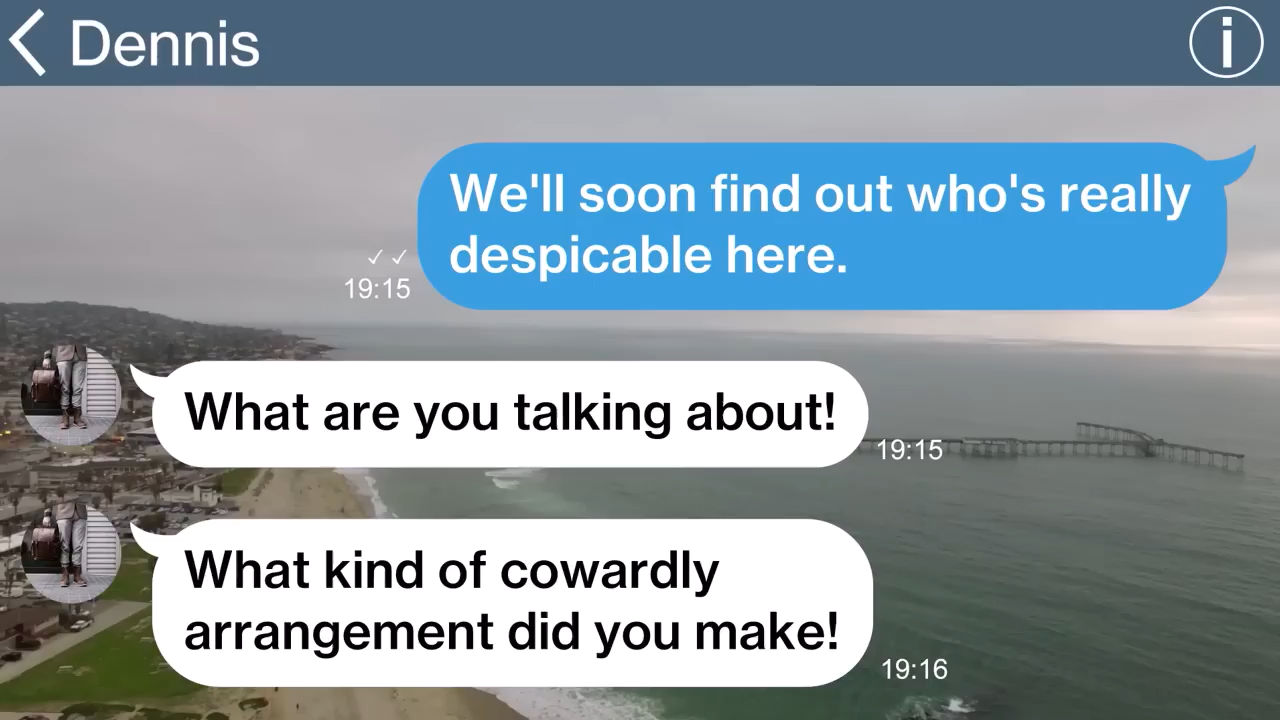 Dennis
We'll soon find out who's really
despicable here.
✓✓
19:15
What are you talking about!
19:15
What kind of cowardly
arrangement did you make!
19:16